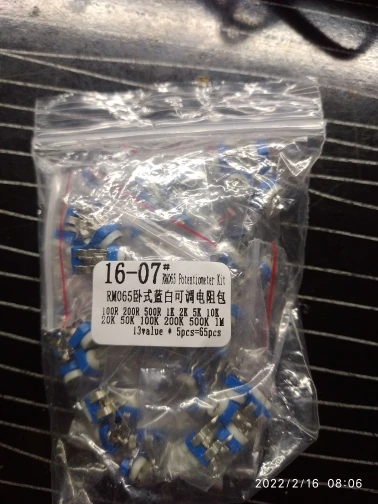 16-07# RM065 Potentiometer Kit
RM065卧式蓝白可调电阻包
100R 200R 500R 1K 2K 5K 10K
20K 50K 100K 200K 500K 1M
13value * 5pcs=65pcs
2022/2/16 08:06